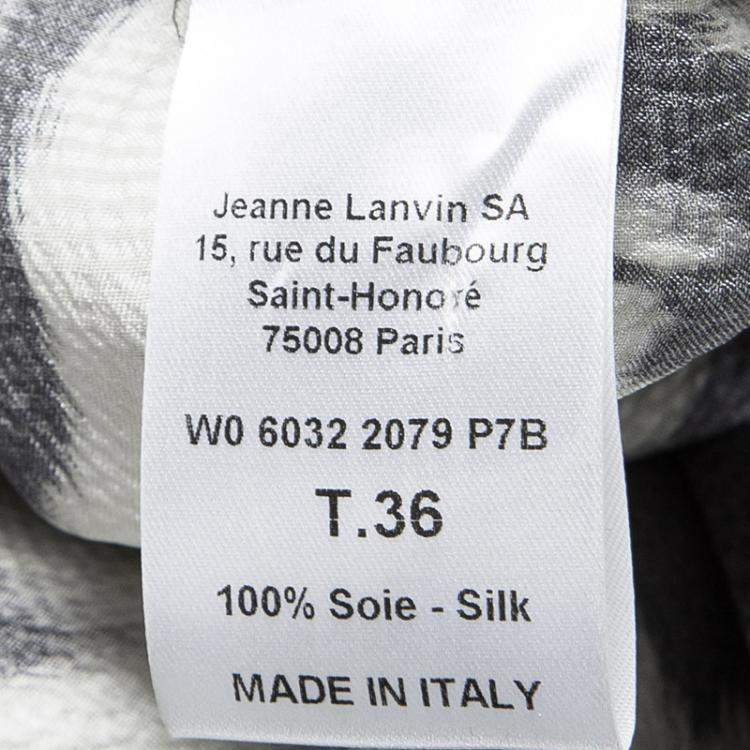 Jeanne Lanvin SA
15, rue du Faubourg
Saint-Honoré
75008 Paris
W0 6032 2079 P7B
T.36
100% Soie - Silk
MADE IN ITALY